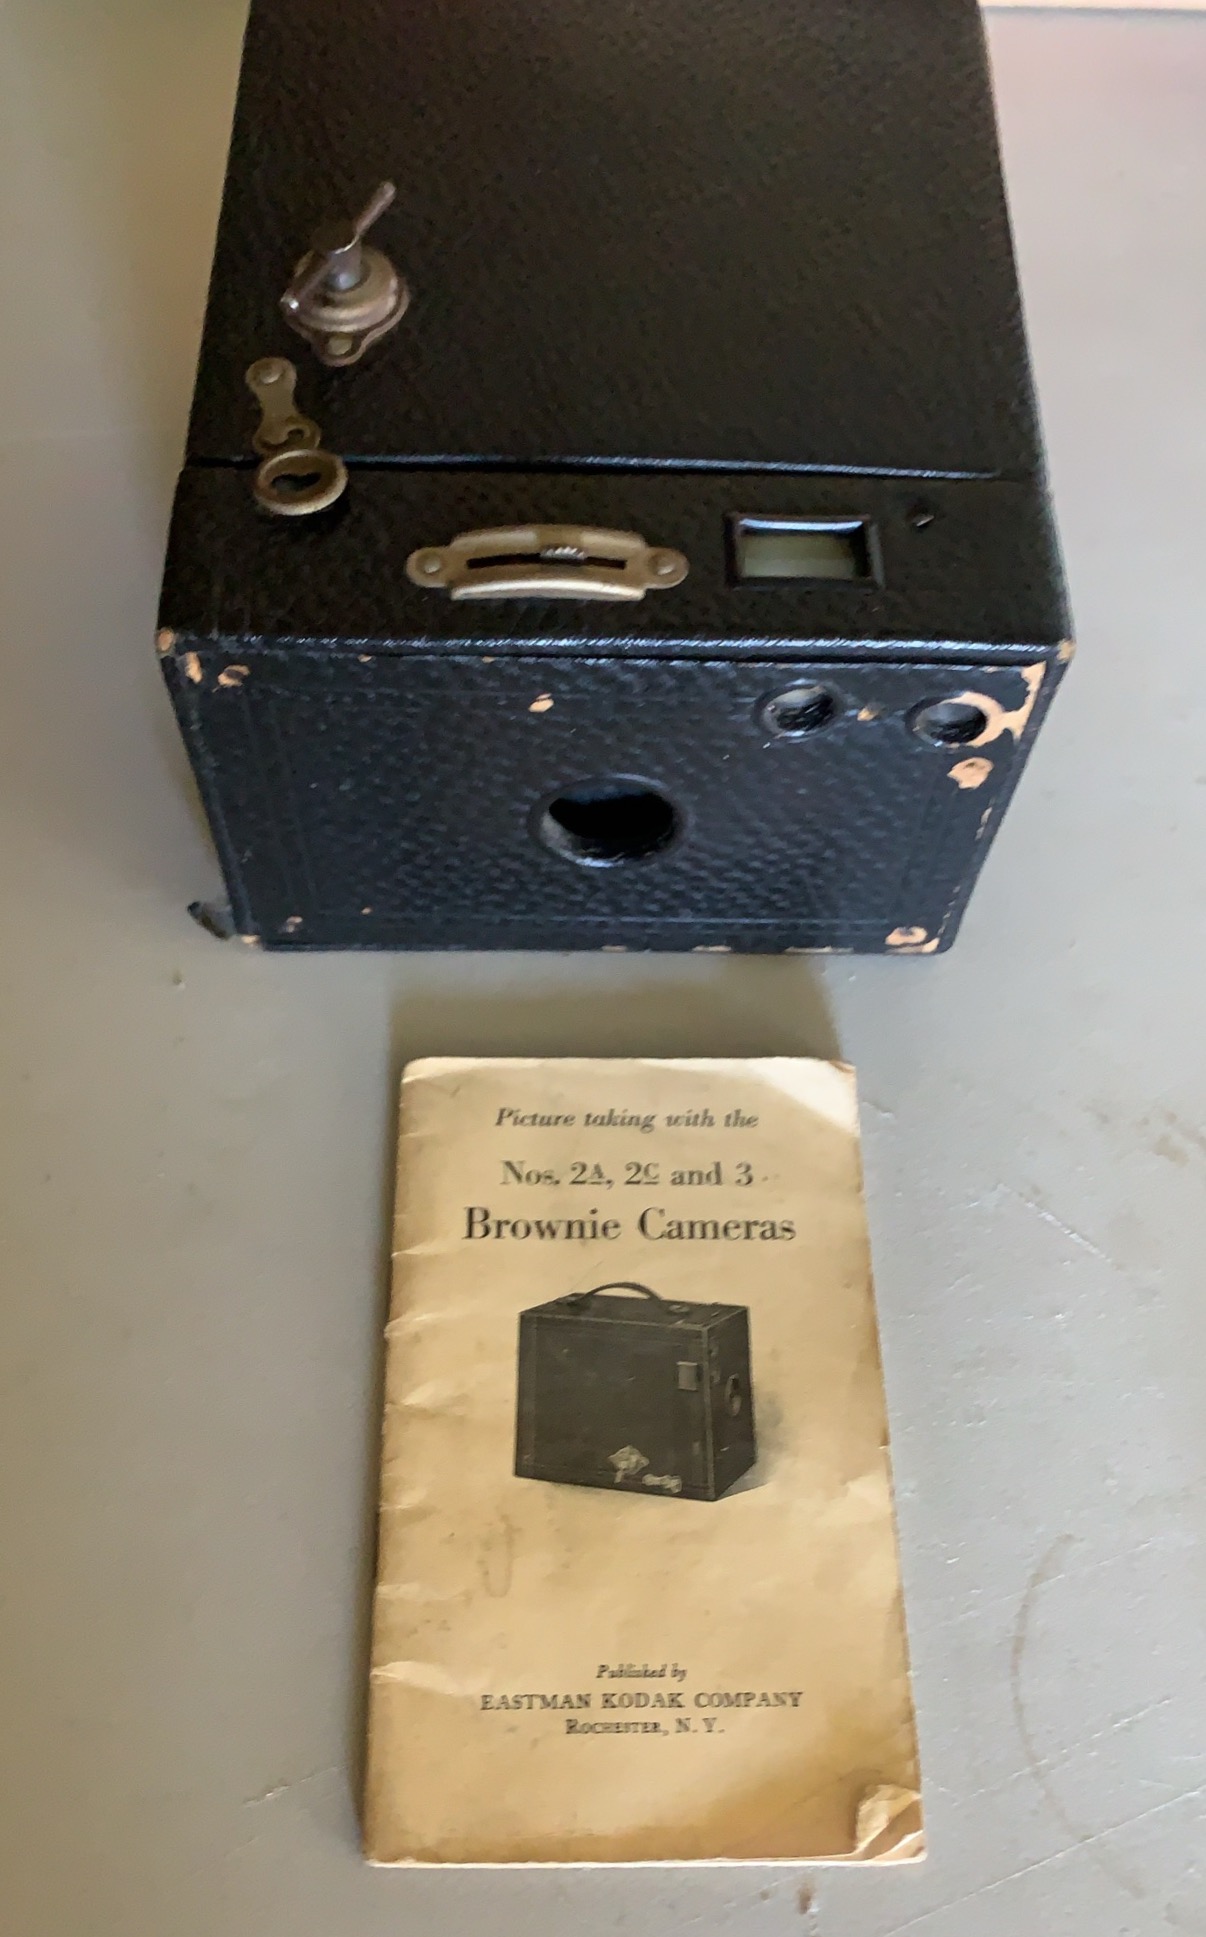 Picture taking with the
Nos. 2A, 2C and 3
Brownie Cameras
Published by
EASTMAN KODAK COMPANY
ROCHESTER, N. Y.